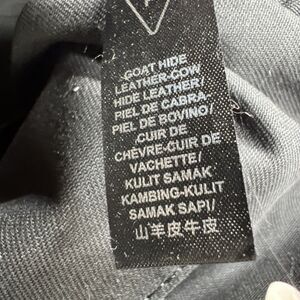 GOAT HIDE
LEATHER-COW
HIDE LEATHER/
PIEL DE CABRA-
PIEL DE BOVINO/
CUIR DE
CHÈVRE-CUIR DE
VACHETTE/
KULIT SAMAK
KAMBING-KULIT
SAMAK SAPI/
山羊皮牛皮